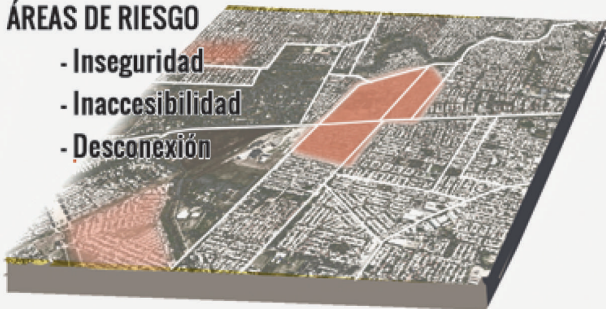 ÁREAS DE RIESGO
- Inseguridad
- Inaccesibilidad
- Desconexión